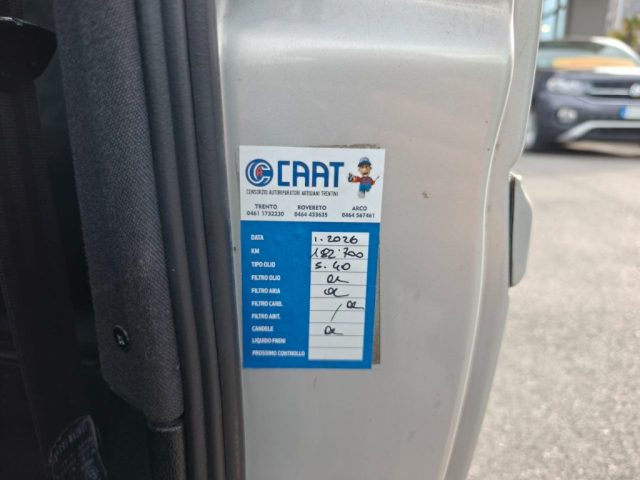 CAAT
CONSORZIO AUTORIPARATORI ARTIGIANI TRENTINI
TRENTO ROVERETO ARCO
0461 1732230 0464 433635 0464 567461
DATA 1.2026
KM 182'700
TIPO OLIO 5.40
FILTRO OLIO OK
FILTRO ARIA OK
FILTRO CARB. / OK
FILTRO ABIT.
CANDELE OK
LIQUIDO FRENI
PROSSIMO CONTROLLO